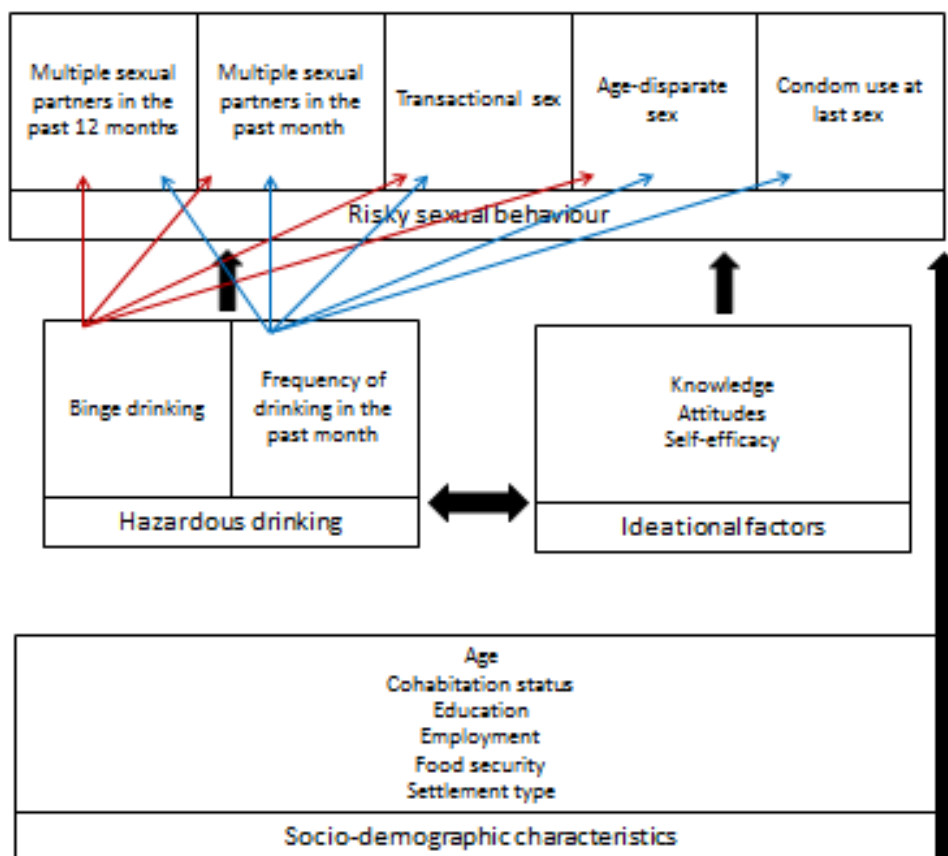 Multiple sexual
partners in the
past 12 months
Multiple sexual
partners in the
past month
Transactional sex
Age-disparate
sex
Condom use at
last sex
Risky sexual behaviour
Binge drinking
Frequency of
drinking in the
past month
Hazardous drinking
Knowledge
Attitudes
Self-efficacy
Ideational factors
Age
Cohabitation status
Education
Employment
Food security
Settlement type
Socio-demographic characteristics